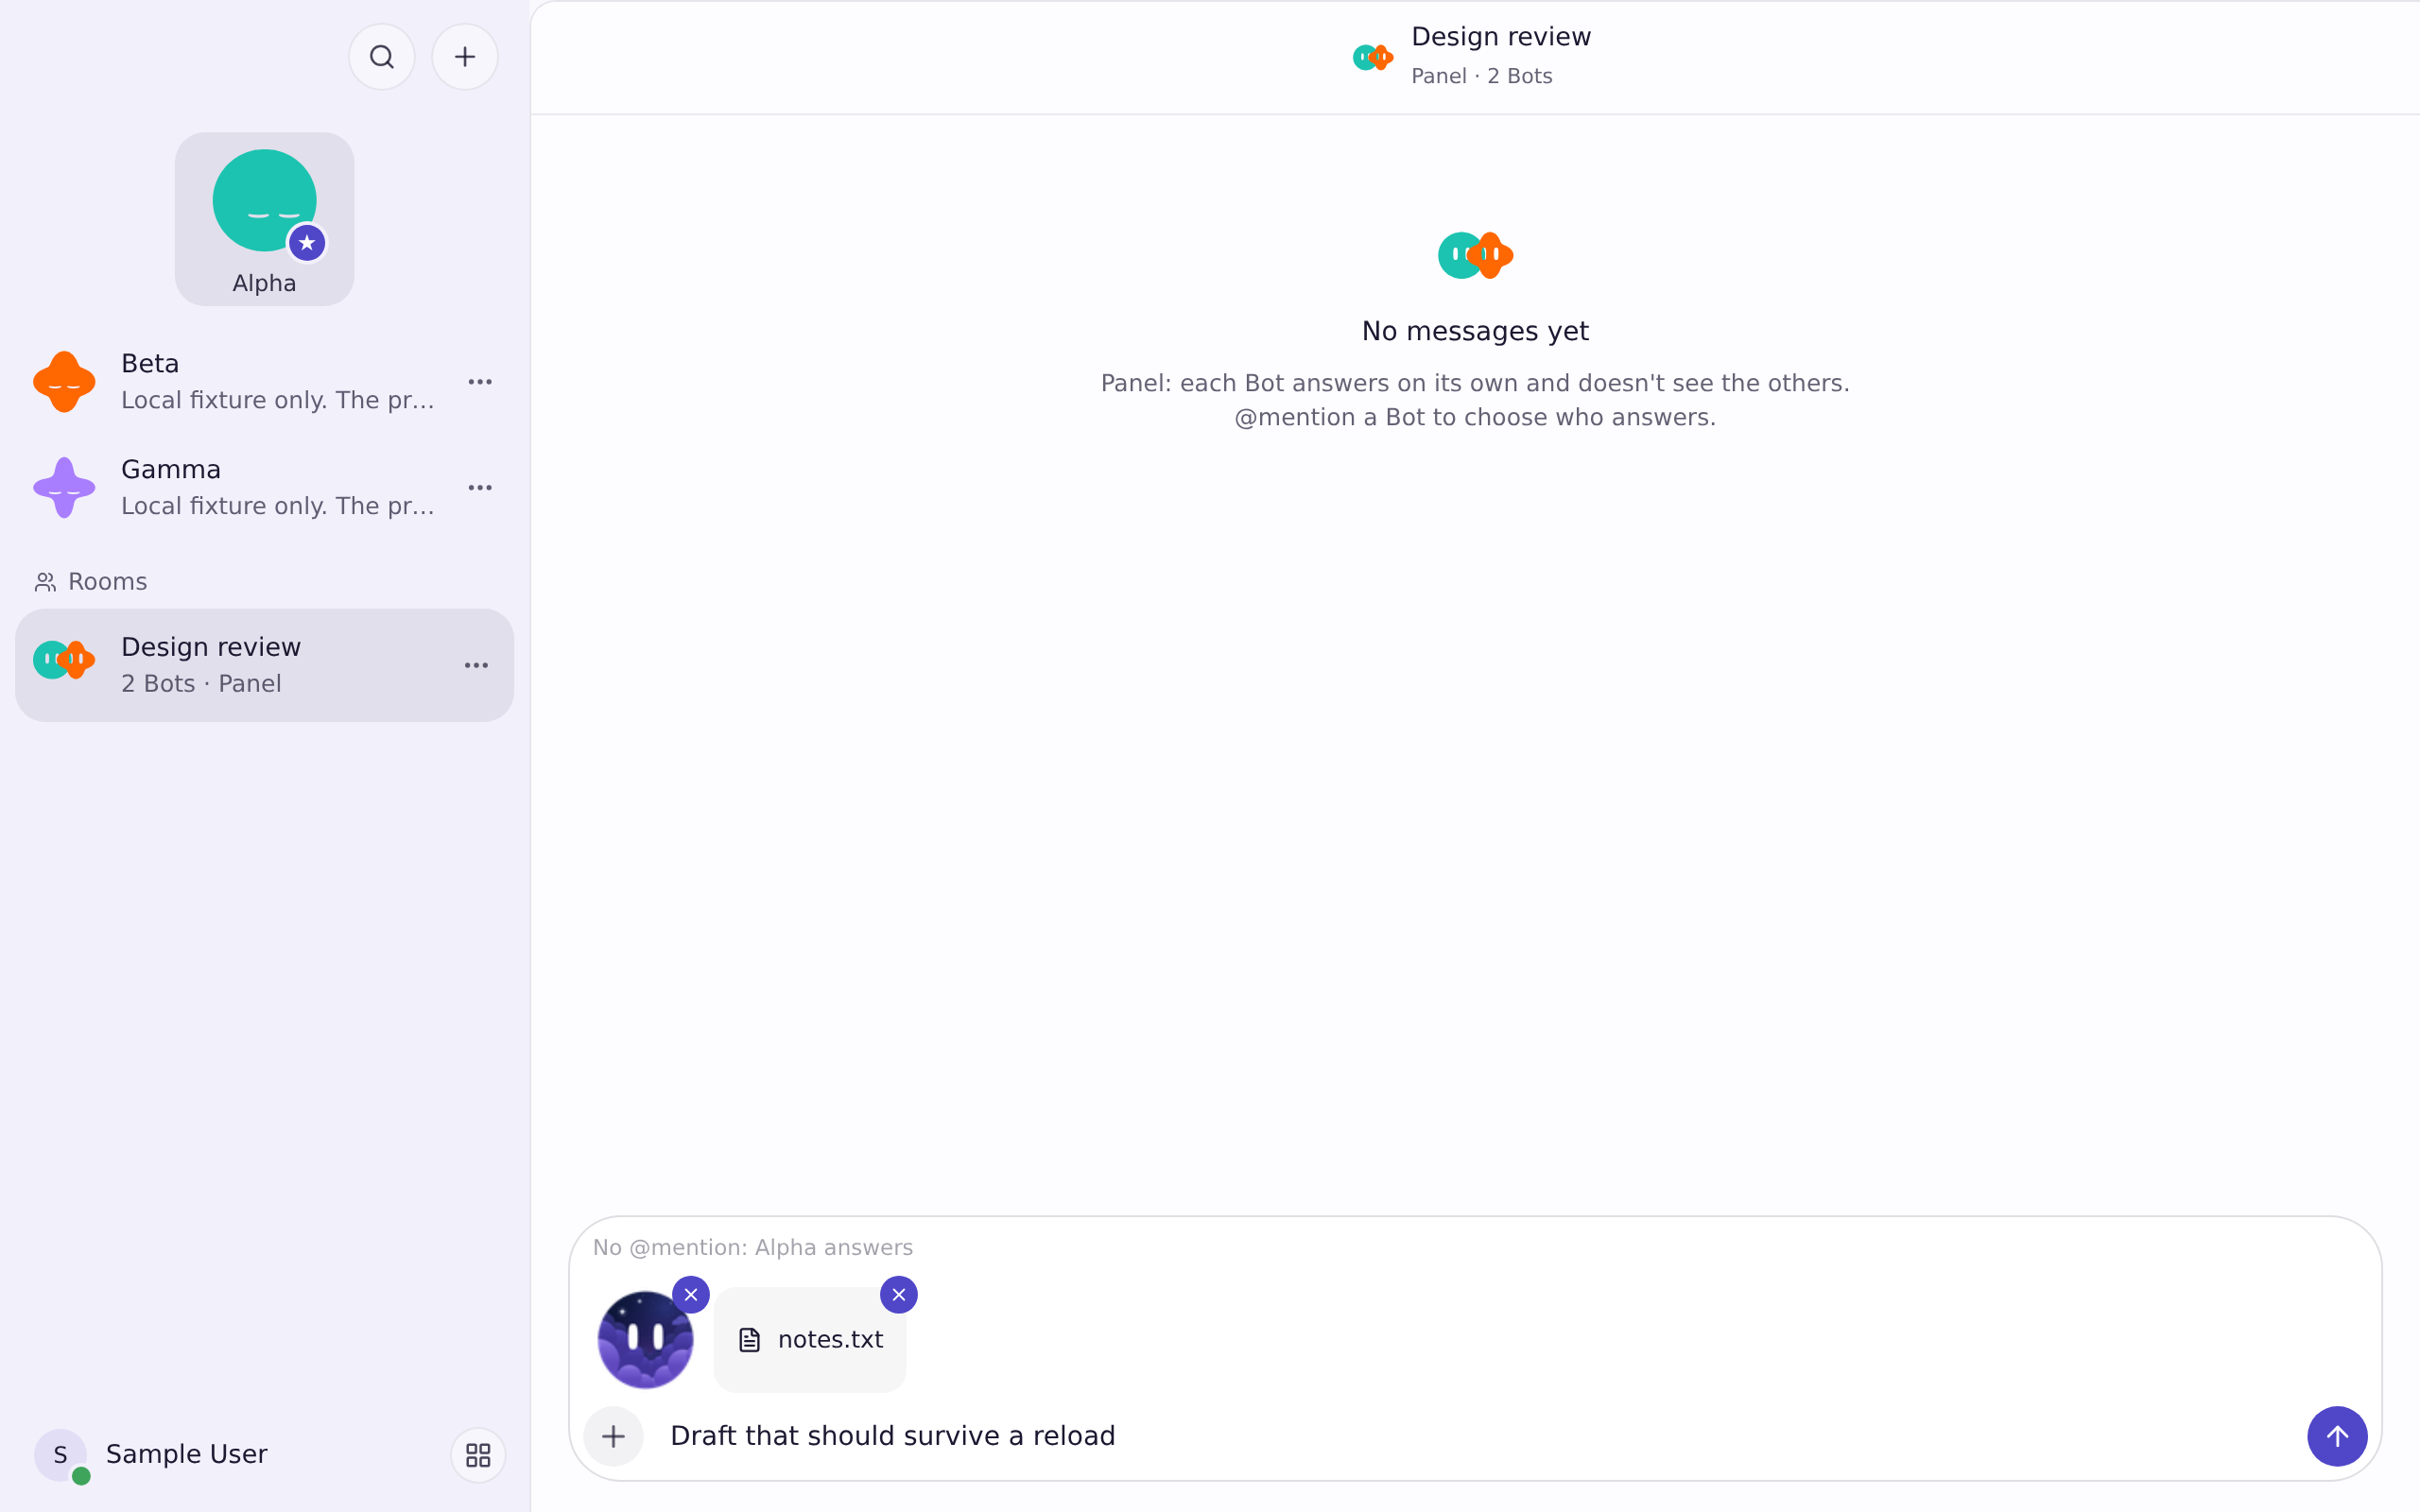 Alpha
Beta
Local fixture only. The pr...
Gamma
Local fixture only. The pr...
Rooms
Design review
2 Bots · Panel
S
Sample User
Design review
Panel · 2 Bots
No messages yet
Panel: each Bot answers on its own and doesn't see the others.
@mention a Bot to choose who answers.
No @mention: Alpha answers
notes.txt
Draft that should survive a reload